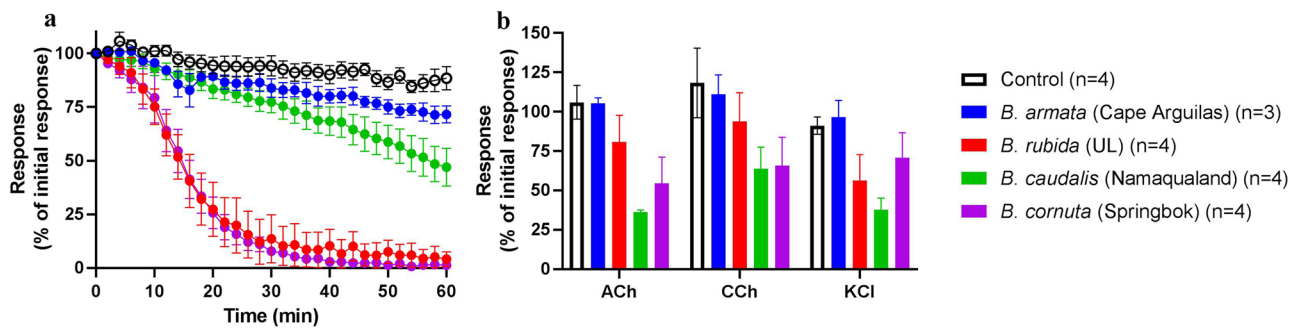 a
Response
(% of initial response)
100
75
50
25
0
0 10 20 30 40 50 60
Time (min)
b
Response
(% of initial response)
150
125
100
75
50
25
0
ACh CCh KCl
Control (n=4)
B. armata (Cape Arguilas) (n=3)
B. rubida (UL) (n=4)
B. caudalis (Namaqualand) (n=4)
B. cornuta (Springbok) (n=4)